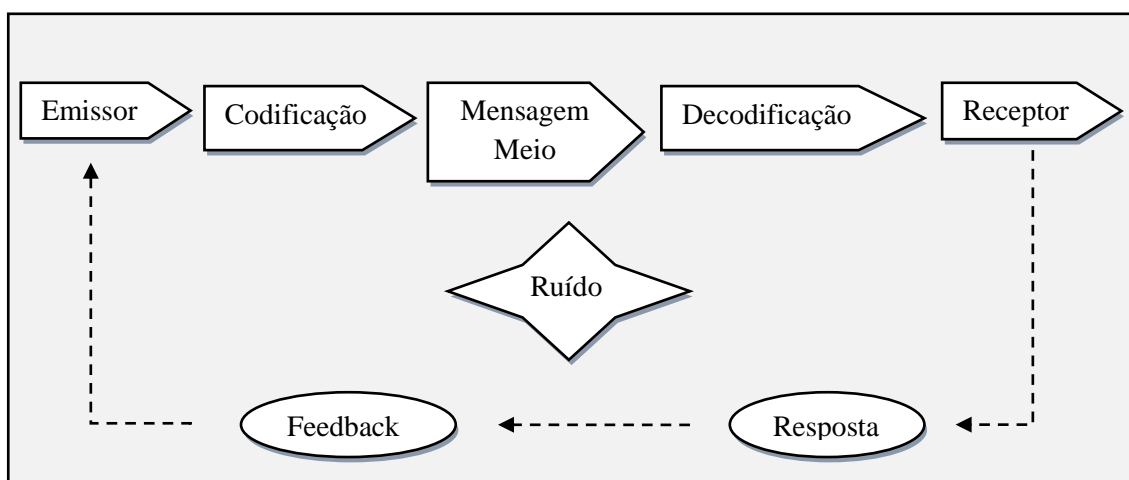 Emissor
Codificação
Mensagem
Meio
Decodificação
Receptor
Ruído
Feedback
Resposta